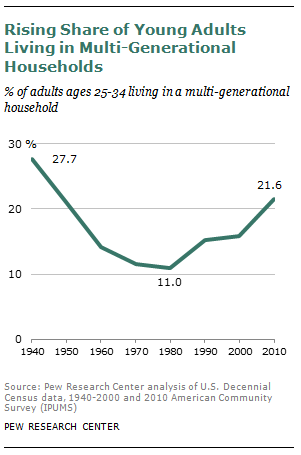 Rising Share of Young Adults
Living in Multi-Generational
Households
% of adults ages 25-34 living in a multi-generational
household
30 %
27.7
21.6
20
10
11.0
0
1940 1950 1960 1970 1980 1990 2000 2010
Source: Pew Research Center analysis of U.S. Decennial
Census data, 1940-2000 and 2010 American Community
Survey (IPUMS)
PEW RESEARCH CENTER